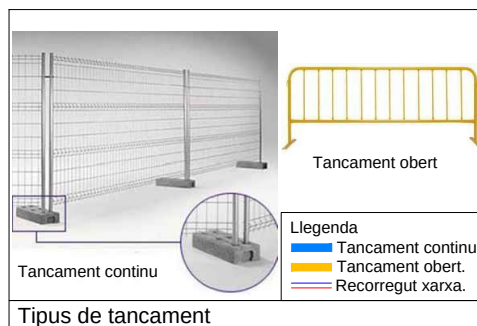 Tancament obert
Tancament continu
Llegenda
Tancament continu
Tancament obert.
Recorregut xarxa.
Tipus de tancament